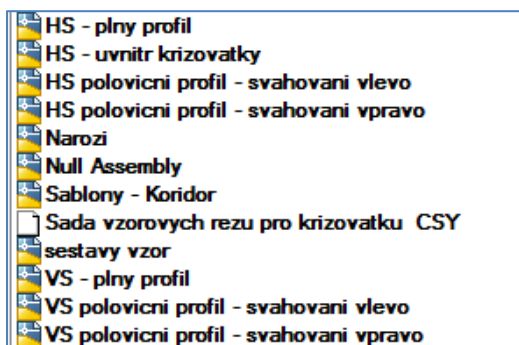 HS - plny profil
HS - uvnitr krizovatky
HS polovicni profil - svahovani vlevo
HS polovicni profil - svahovani vpravo
Narozi
Null Assembly
Sablony - Koridor
Sada vzorovych rezu pro krizovatku CSY
sestavy vzor
VS - plny profil
VS polovicni profil - svahovani vlevo
VS polovicni profil - svahovani vpravo